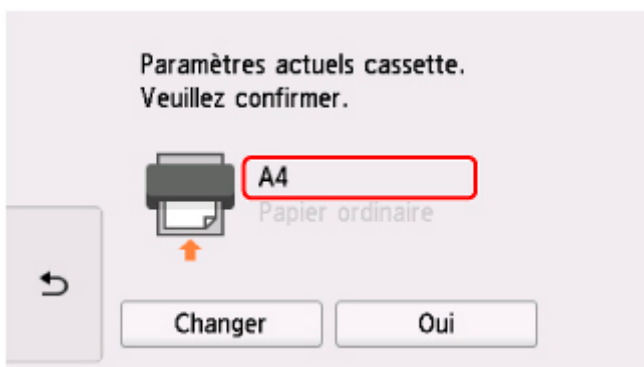 Paramètres actuels cassette.
Veuillez confirmer.
A4
Papier ordinaire
Changer
Oui